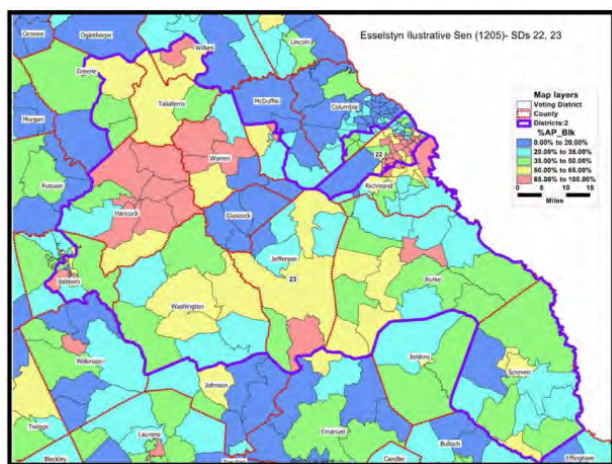 Esselstyn Ilustrative Sen (1205)- SDs 22, 23
Map layers
Voting District
County
Districts:2
%AP_Blk
0.00% to 20.00%
20.00% to 35.00%
35.00% to 50.00%
50.00% to 65.00%
65.00% to 100.00%
0 5 10 15
Miles
Oconee
Oglethorpe
Wilkes
Lincoln
Greene
Taliaferro
McDuffie
Columbia
Morgan
Warren
22
Richmond
Putnam
Hancock
Glascock
Jefferson
23
Burke
Baldwin
Washington
Wilkinson
Jenkins
Screven
Johnson
Twiggs
Laurens
Emanuel
Bleckley
Candler
Bulloch
Effingham